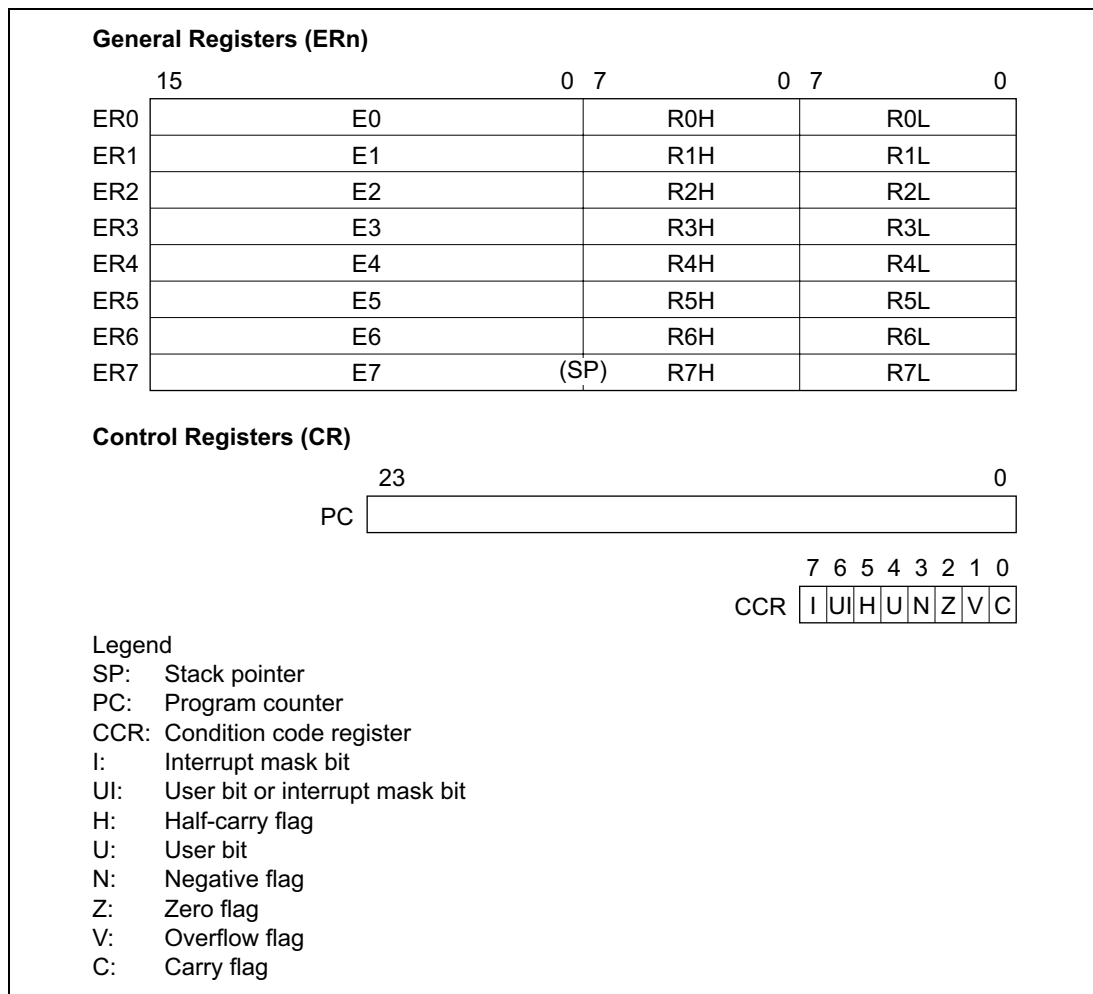 General Registers (ERn)
15 0 7 0 7 0
ER0 E0 R0H R0L
ER1 E1 R1H R1L
ER2 E2 R2H R2L
ER3 E3 R3H R3L
ER4 E4 R4H R4L
ER5 E5 R5H R5L
ER6 E6 R6H R6L
ER7 E7 (SP) R7H R7L
Control Registers (CR)
23 0
PC
7 6 5 4 3 2 1 0
CCR I UI H U N Z V C
Legend
SP: Stack pointer
PC: Program counter
CCR: Condition code register
I: Interrupt mask bit
UI: User bit or interrupt mask bit
H: Half-carry flag
U: User bit
N: Negative flag
Z: Zero flag
V: Overflow flag
C: Carry flag